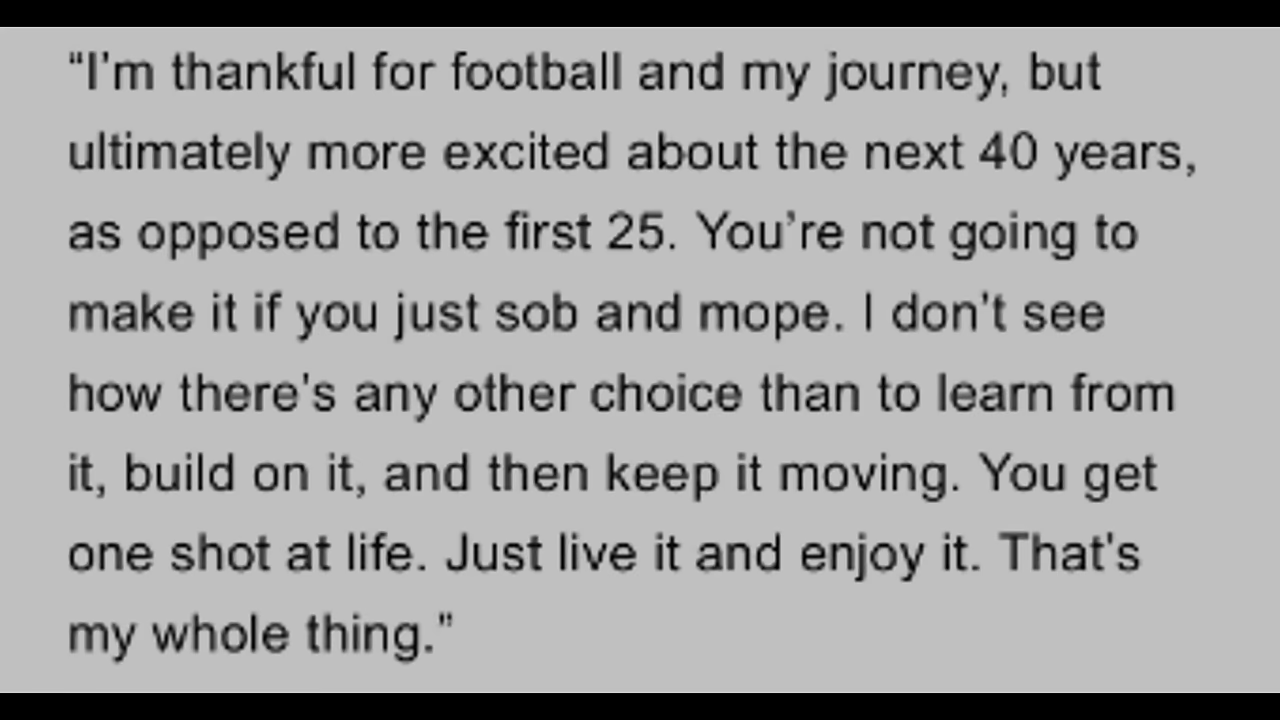 “I’m thankful for football and my journey, but
ultimately more excited about the next 40 years,
as opposed to the first 25. You’re not going to
make it if you just sob and mope. I don’t see
how there's any other choice than to learn from
it, build on it, and then keep it moving. You get
one shot at life. Just live it and enjoy it. That's
my whole thing.”